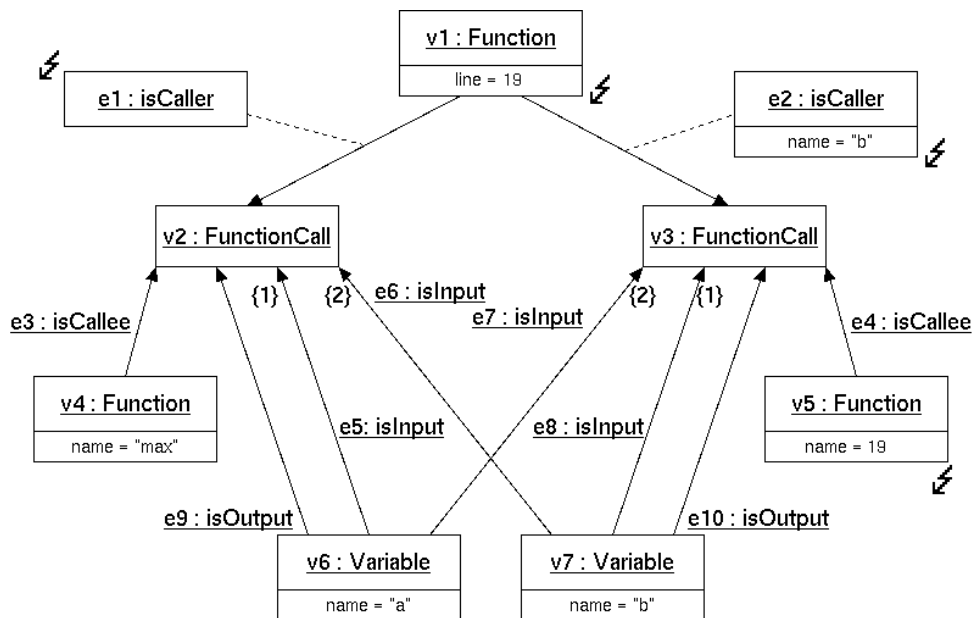 v1 : Function
line = 19
e1 : isCaller
e2 : isCaller
name = "b"
v2 : FunctionCall
v3 : FunctionCall
{1}
{2}
e6 : isInput
{2}
{1}
e7 : isInput
e3 : isCallee
e4 : isCallee
v4 : Function
name = "max"
e5: isInput
e8 : isInput
v5 : Function
name = 19
e9 : isOutput
e10 : isOutput
v6 : Variable
name = "a"
v7 : Variable
name = "b"